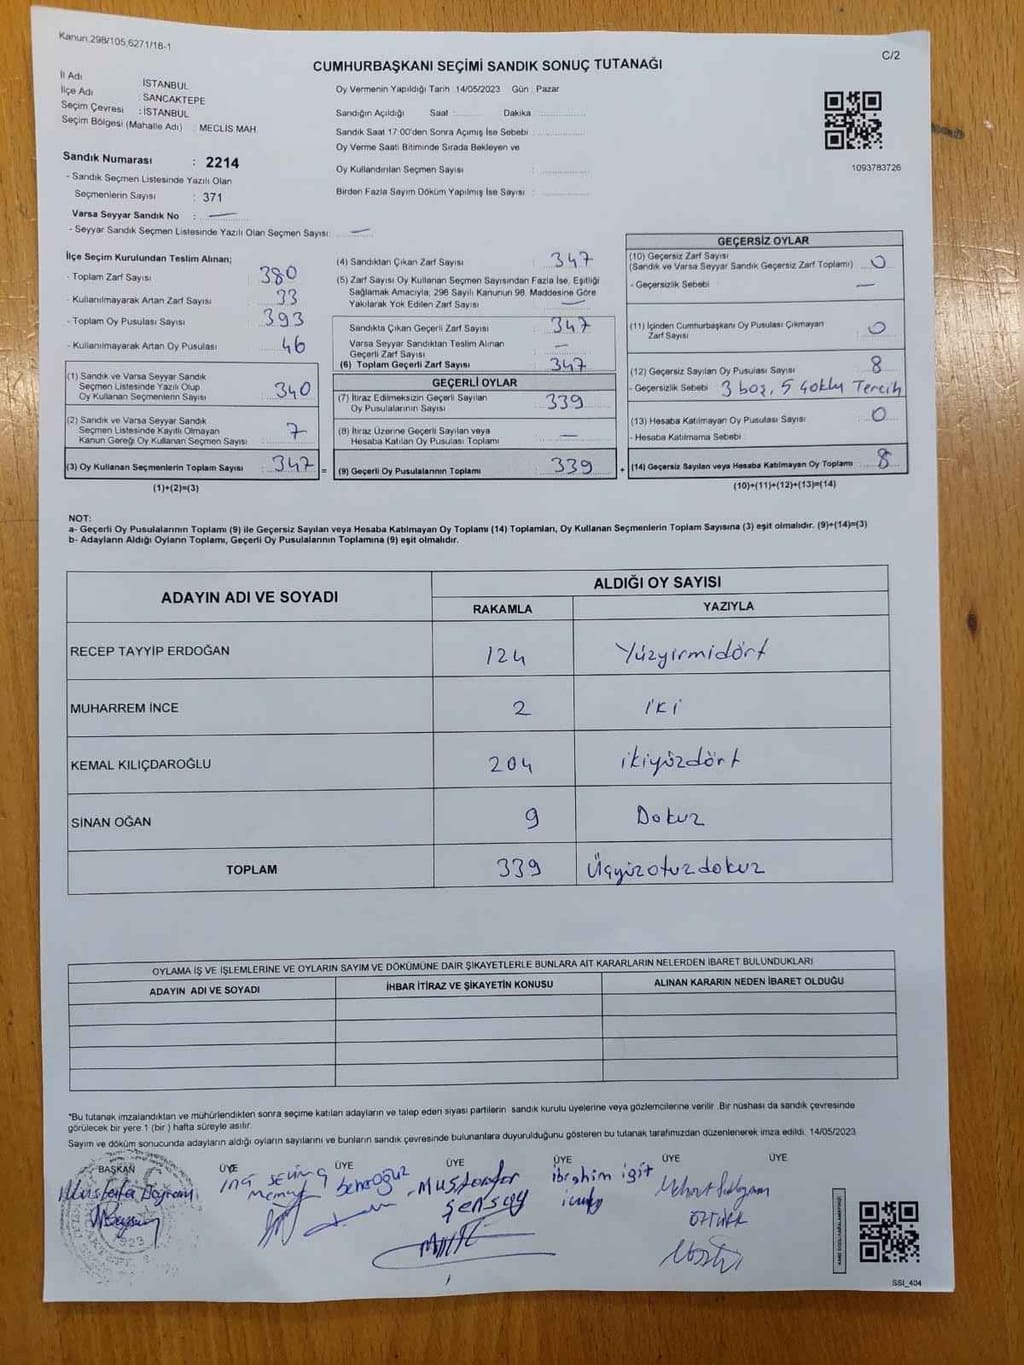 Kanun.298/105,6271/18-1
C/2
CUMHURBAŞKANI SEÇİMİ SANDIK SONUÇ TUTANAĞI
İl Adı : İSTANBUL
İlçe Adı : SANCAKTEPE
Seçim Çevresi : İSTANBUL
Seçim Bölgesi (Mahalle Adı) : MECLİS MAH.
Sandık Numarası : 2214
- Sandık Seçmen Listesinde Yazılı Olan
Seçmenlerin Sayısı : 371
Varsa Seyyar Sandık No : —
- Seyyar Sandık Seçmen Listesinde Yazılı Olan Seçmen Sayısı: —
Oy Vermenin Yapıldığı Tarih 14/05/2023 Gün : Pazar
Sandığın Açıldığı Saat : Dakika
Sandık Saat 17:00'den Sonra Açımış İse Sebebi :
Oy Verme Saati Bitiminde Sırada Bekleyen ve
Oy Kullandırılan Seçmen Sayısı :
Birden Fazla Sayım Döküm Yapılmış İse Sayısı :
1093783726
İlçe Seçim Kurulundan Teslim Alınan;
- Toplam Zarf Sayısı 380
- Kullanılmayarak Artan Zarf Sayısı 33
- Toplam Oy Pusulası Sayısı 393
- Kullanılmayarak Artan Oy Pusulası 46
(1) Sandık ve Varsa Seyyar Sandık
Seçmen Listesinde Yazılı Olup
Oy Kullanan Seçmenlerin Sayısı 340
(2) Sandık ve Varsa Seyyar Sandık
Seçmen Listesinde Kayıtlı Olmayan
Kanun Gereği Oy Kullanan Seçmen Sayısı 7
(3) Oy Kullanan Seçmenlerin Toplam Sayısı 347 =
(1)+(2)=(3)
(4) Sandıktan Çıkan Zarf Sayısı 347
(5) Zarf Sayısı Oy Kullanan Seçmen Sayısından Fazla İse, Eşitliği
Sağlamak Amacıyla; 298 Sayılı Kanunun 98. Maddesine Göre
Yakılarak Yok Edilen Zarf Sayısı —
Sandıkta Çıkan Geçerli Zarf Sayısı 347
Varsa Seyyar Sandıktan Teslim Alınan
Geçerli Zarf Sayısı —
(6) Toplam Geçerli Zarf Sayısı 347
GEÇERLİ OYLAR
(7) İtiraz Edilmeksizin Geçerli Sayılan
Oy Pusulalarının Sayısı 339
(8) İtiraz Üzerine Geçerli Sayılan veya
Hesaba Katılan Oy Pusulası Toplamı —
(9) Geçerli Oy Pusulalarının Toplamı 339 +
GEÇERSİZ OYLAR
(10) Geçersiz Zarf Sayısı
(Sandık ve Varsa Seyyar Sandık Geçersiz Zarf Toplamı) 0
- Geçersizlik Sebebi —
(11) İçinden Cumhurbaşkanı Oy Pusulası Çıkmayan
Zarf Sayısı 0
(12) Geçersiz Sayılan Oy Pusulası Sayısı 8
- Geçersizlik Sebebi 3 boş, 5 çoklu Tercih
(13) Hesaba Katılmayan Oy Pusulası Sayısı 0
- Hesaba Katılmama Sebebi :
(14) Geçersiz Sayılan veya Hesaba Katılmayan Oy Toplamı 8
(10)+(11)+(12)+(13)=(14)
NOT:
a- Geçerli Oy Pusulalarının Toplamı (9) ile Geçersiz Sayılan veya Hesaba Katılmayan Oy Toplamı (14) Toplamları, Oy Kullanan Seçmenlerin Toplam Sayısına (3) eşit olmalıdır. (9)+(14)=(3)
b- Adayların Aldığı Oyların Toplamı, Geçerli Oy Pusulalarının Toplamına (9) eşit olmalıdır.
ADAYIN ADI VE SOYADI
ALDIĞI OY SAYISI
RAKAMLA YAZIYLA
RECEP TAYYİP ERDOĞAN 124 Yüzyirmidört
MUHARREM İNCE 2 iki
KEMAL KILIÇDAROĞLU 204 ikiyüzdört
SİNAN OĞAN 9 Dokuz
TOPLAM 339 Üçyüzotuzdokuz
OYLAMA İŞ VE İŞLEMLERİNE VE OYLARIN SAYIM VE DÖKÜMÜNE DAİR ŞİKAYETLERLE BUNLARA AİT KARARLARIN NELERDEN İBARET BULUNDUKLARI
ADAYIN ADI VE SOYADI İHBAR İTİRAZ VE ŞİKAYETİN KONUSU ALINAN KARARIN NEDEN İBARET OLDUĞU
*Bu tutanak imzalandıktan ve mühürlendikten sonra seçime katılan adayların ve talep eden siyasi partilerin sandık kurulu üyelerine veya gözlemcilerine verilir. Bir nüshası da sandık çevresinde
görülecek bir yere 1 (bir) hafta süreyle asılır.
Sayım ve döküm sonucunda adayların aldığı oyların sayılarını ve bunların sandık çevresinde bulunanlara duyurulduğunu gösteren bu tutanak tarafımızdan düzenlenerek imza edildi. 14/05/2023
BAŞKAN ÜYE ÜYE ÜYE ÜYE ÜYE ÜYE
Mustafa
Mustafa
Şensoy
ibrahim
ÖZTÜRK
SSI_404